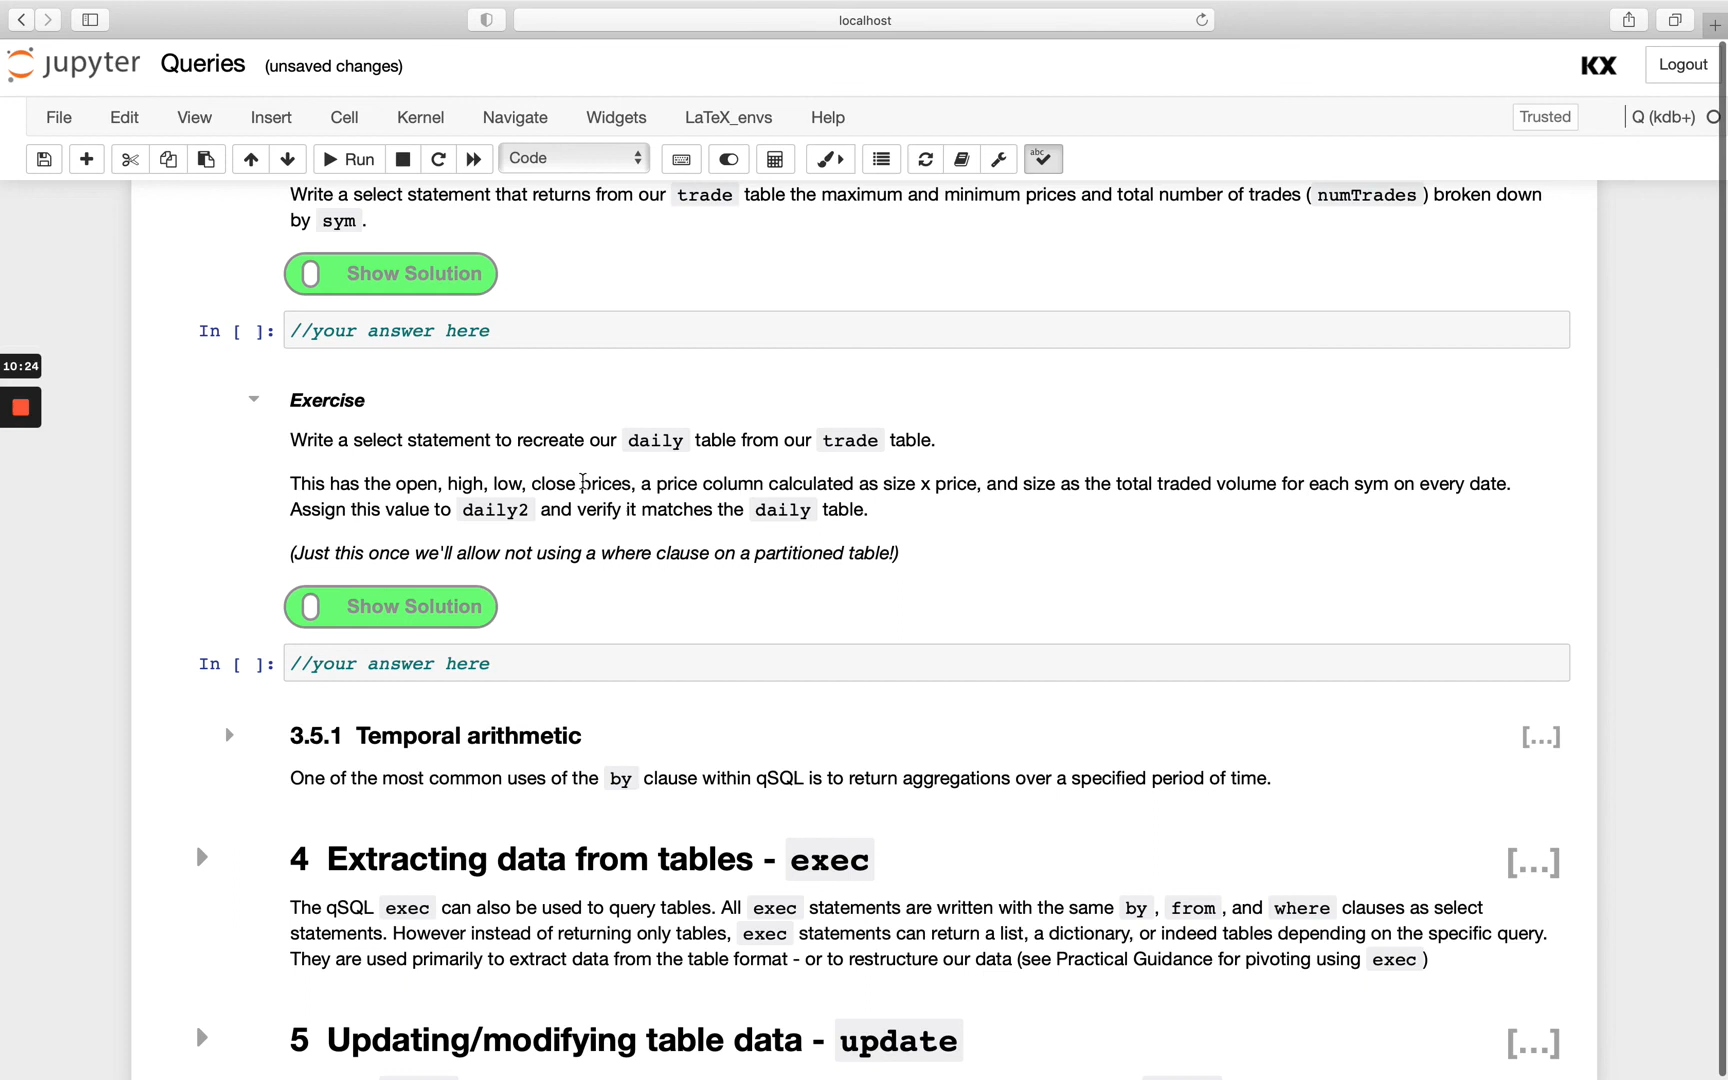 localhost
jupyter Queries (unsaved changes)
KX
Logout
File Edit View Insert Cell Kernel Navigate Widgets LaTeX_envs Help
Trusted
Q (kdb+)
Run
Code
abc
Write a select statement that returns from our trade table the maximum and minimum prices and total number of trades ( numTrades ) broken down
by sym .
Show Solution
In [ ]: //your answer here
10:24
Exercise
Write a select statement to recreate our daily table from our trade table.
This has the open, high, low, close prices, a price column calculated as size x price, and size as the total traded volume for each sym on every date.
Assign this value to daily2 and verify it matches the daily table.
(Just this once we'll allow not using a where clause on a partitioned table!)
Show Solution
In [ ]: //your answer here
3.5.1 Temporal arithmetic
[...]
One of the most common uses of the by clause within qSQL is to return aggregations over a specified period of time.
4 Extracting data from tables - exec
[...]
The qSQL exec can also be used to query tables. All exec statements are written with the same by , from , and where clauses as select
statements. However instead of returning only tables, exec statements can return a list, a dictionary, or indeed tables depending on the specific query.
They are used primarily to extract data from the table format - or to restructure our data (see Practical Guidance for pivoting using exec )
5 Updating/modifying table data - update
[...]